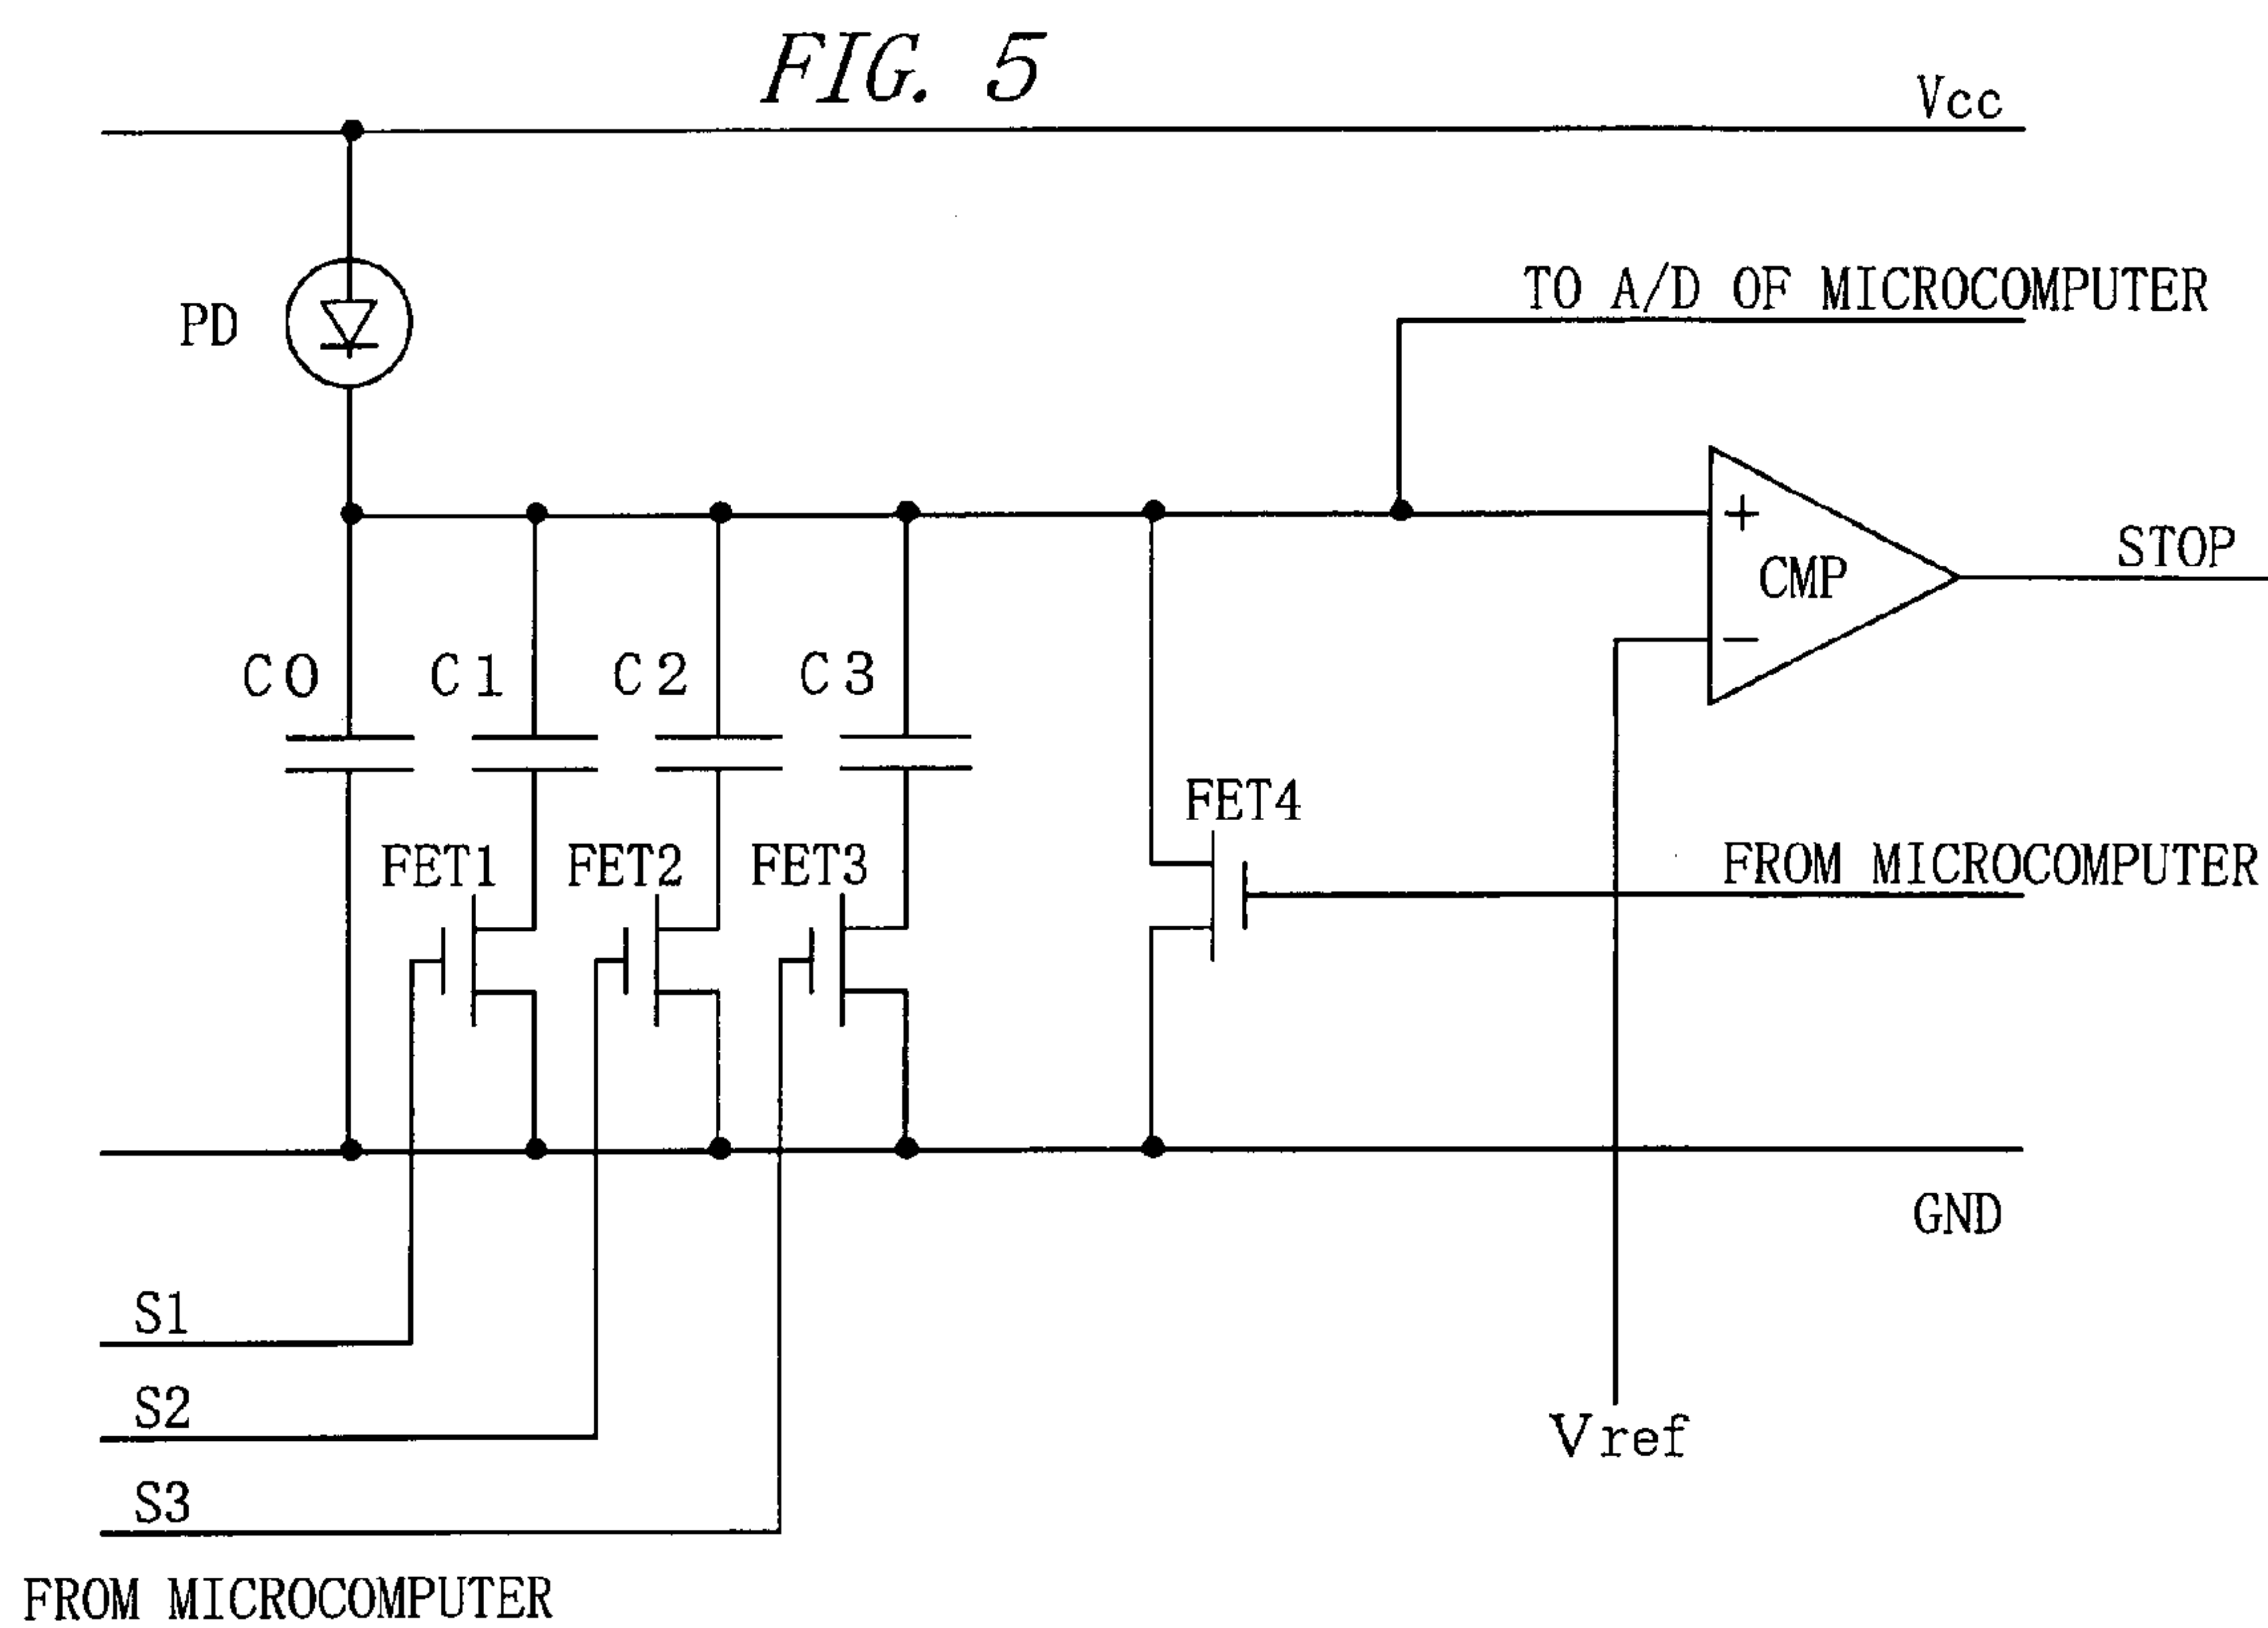 FIG. 5
Vcc
TO A/D OF MICROCOMPUTER
PD
+
CMP
STOP
−
C0
C1
C2
C3
FET4
FET1
FET2
FET3
FROM MICROCOMPUTER
GND
S1
S2
Vref
S3
FROM MICROCOMPUTER